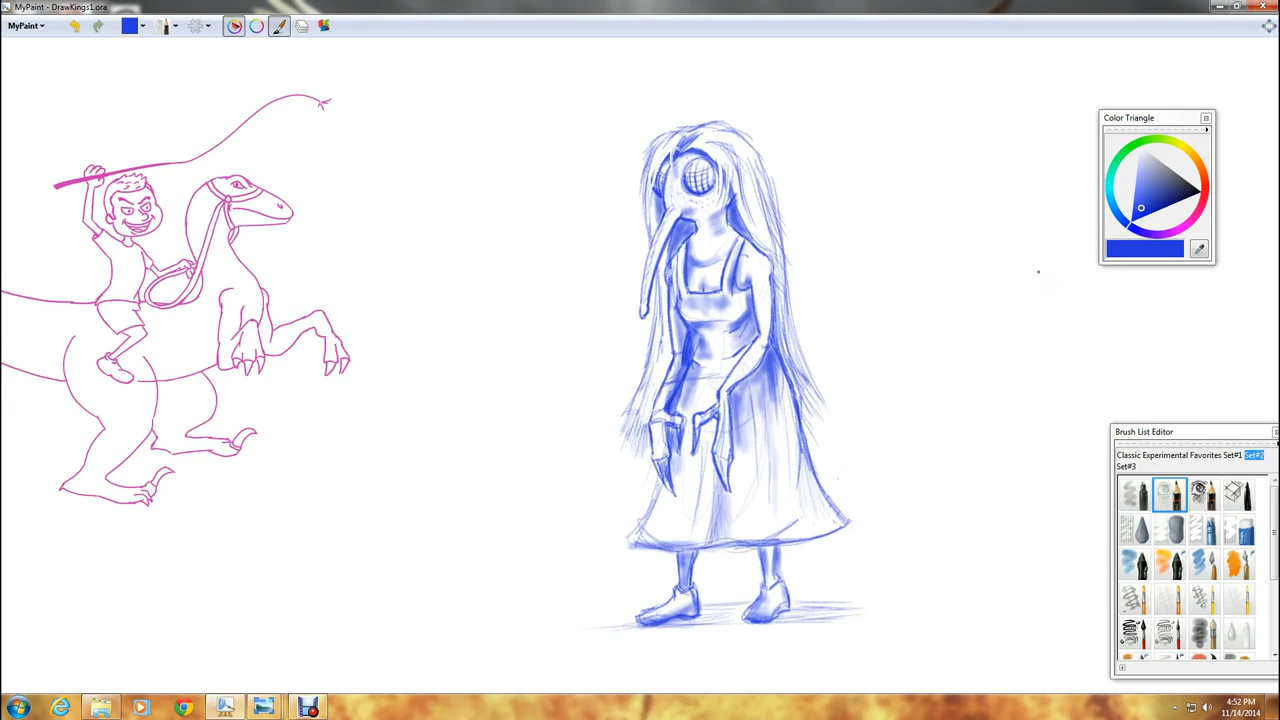 MyPaint - DrawKings1.ora
MyPaint
Color Triangle
Brush List Editor
Classic Experimental Favorites Set#1 Set#2
Set#3
4:52 PM
11/14/2014